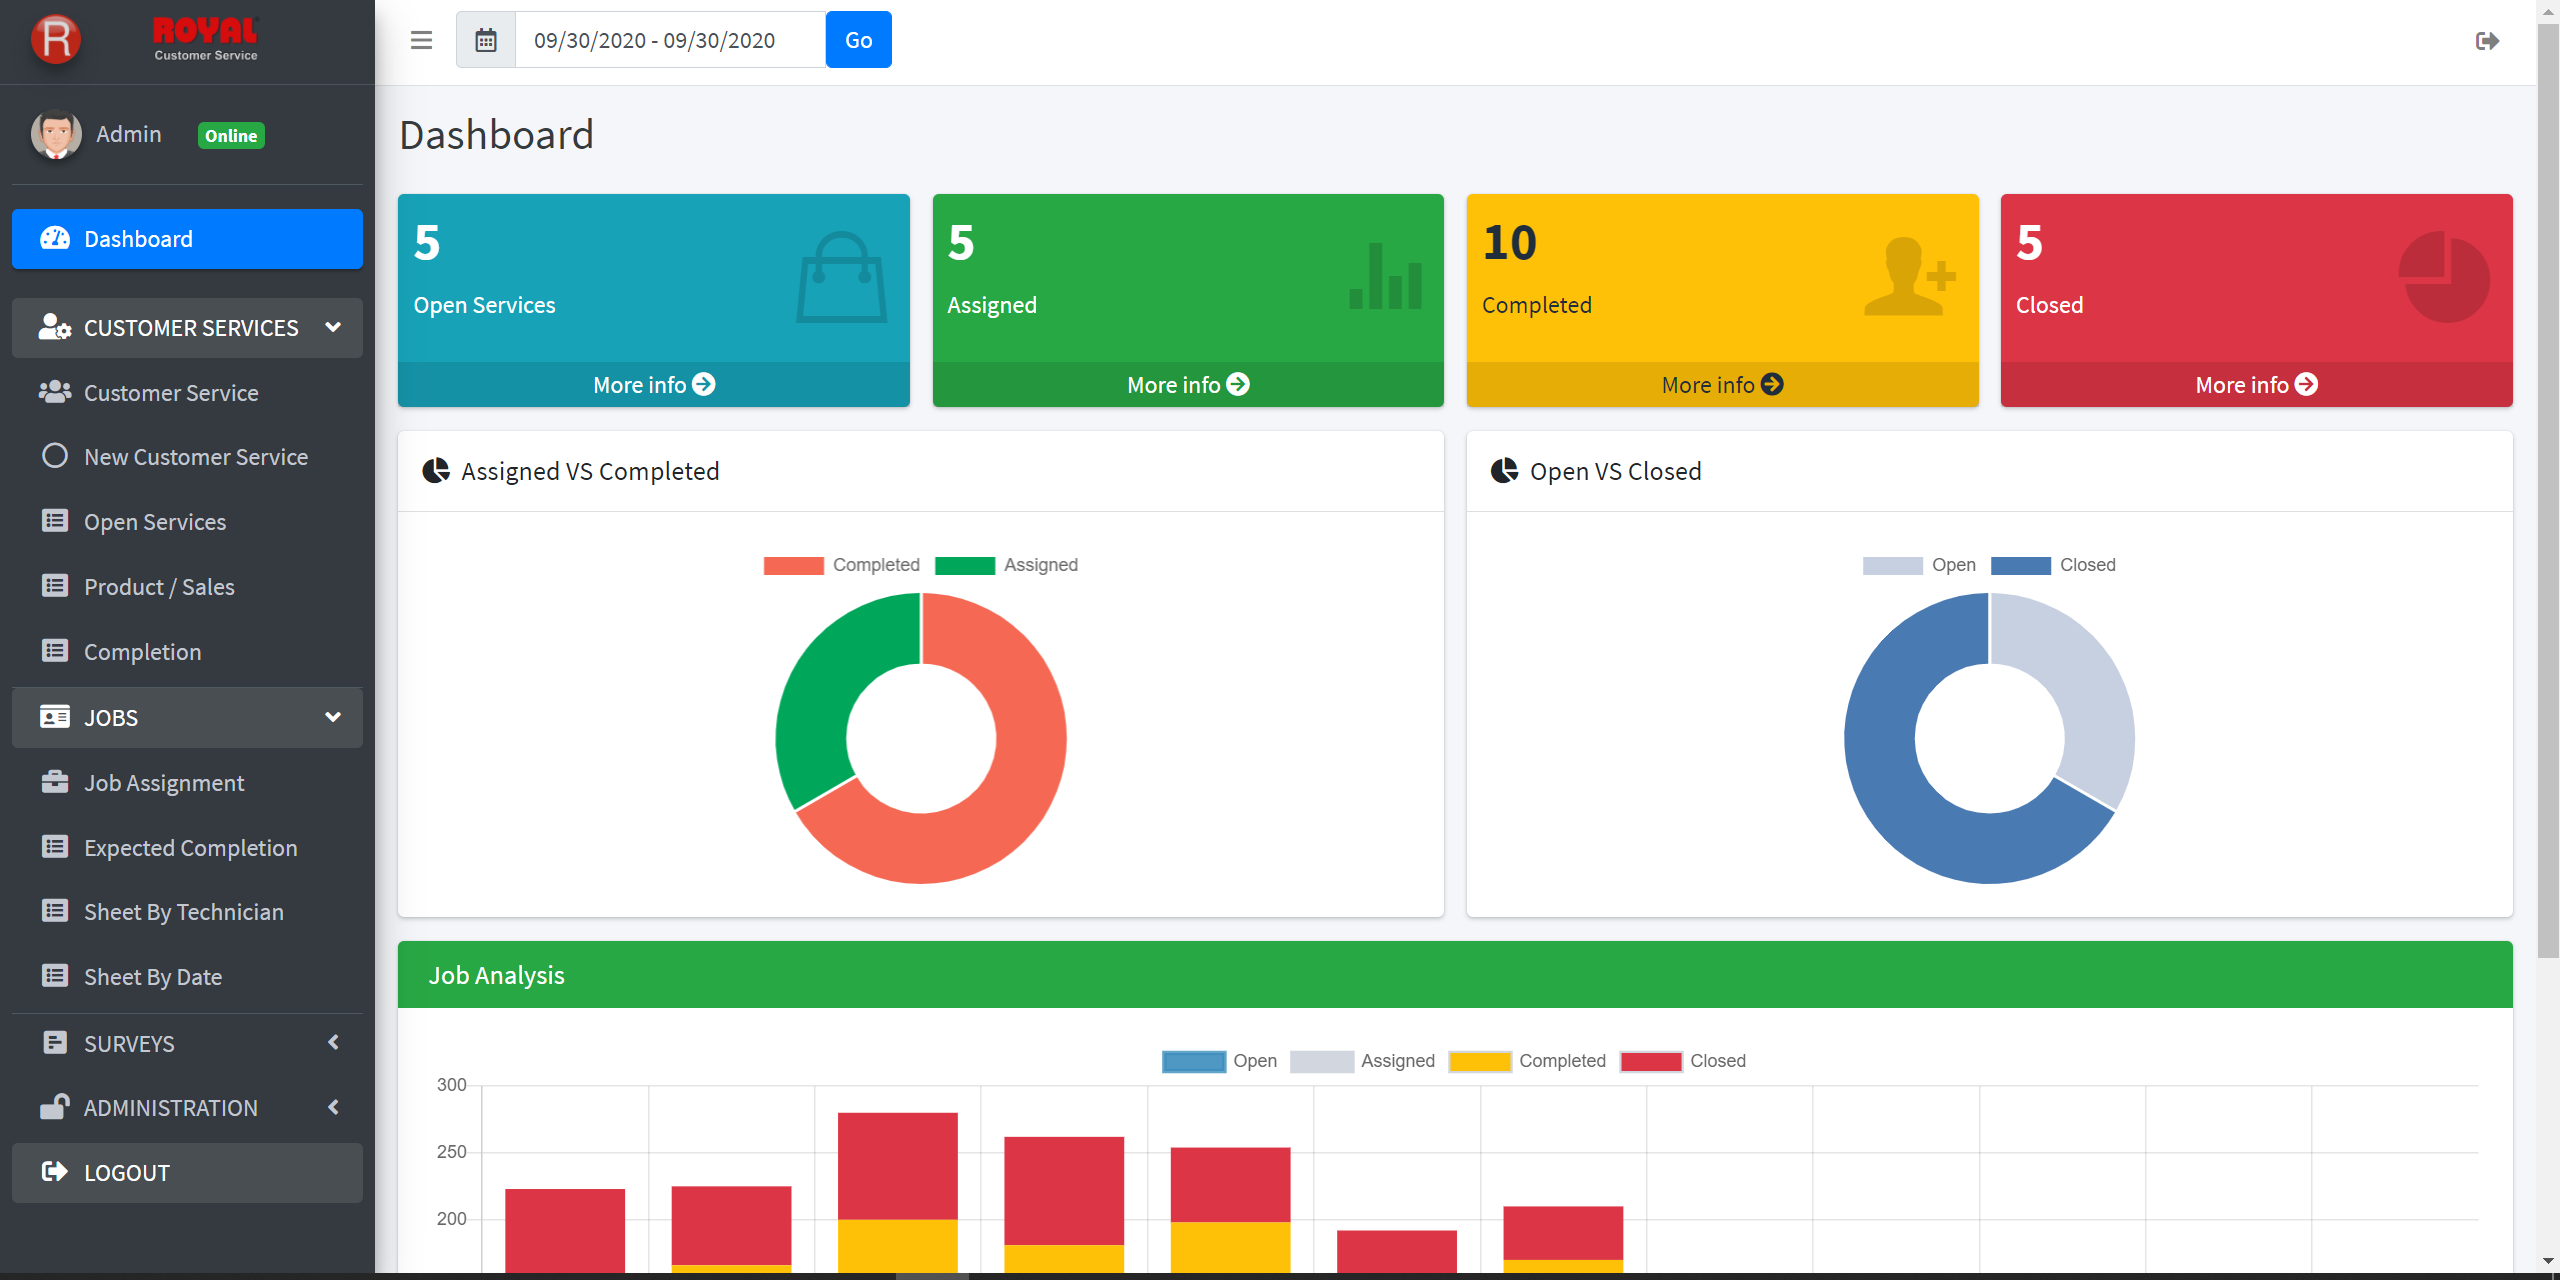 R
ROYAL
Customer Service
09/30/2020 - 09/30/2020
Go
Admin
Online
Dashboard
CUSTOMER SERVICES
Customer Service
New Customer Service
Open Services
Product / Sales
Completion
JOBS
Job Assignment
Expected Completion
Sheet By Technician
Sheet By Date
SURVEYS
ADMINISTRATION
LOGOUT
Dashboard
5
Open Services
More info
5
Assigned
More info
10
Completed
More info
5
Closed
More info
Assigned VS Completed
Completed Assigned
Open VS Closed
Open Closed
Job Analysis
Open Assigned Completed Closed
300
250
200